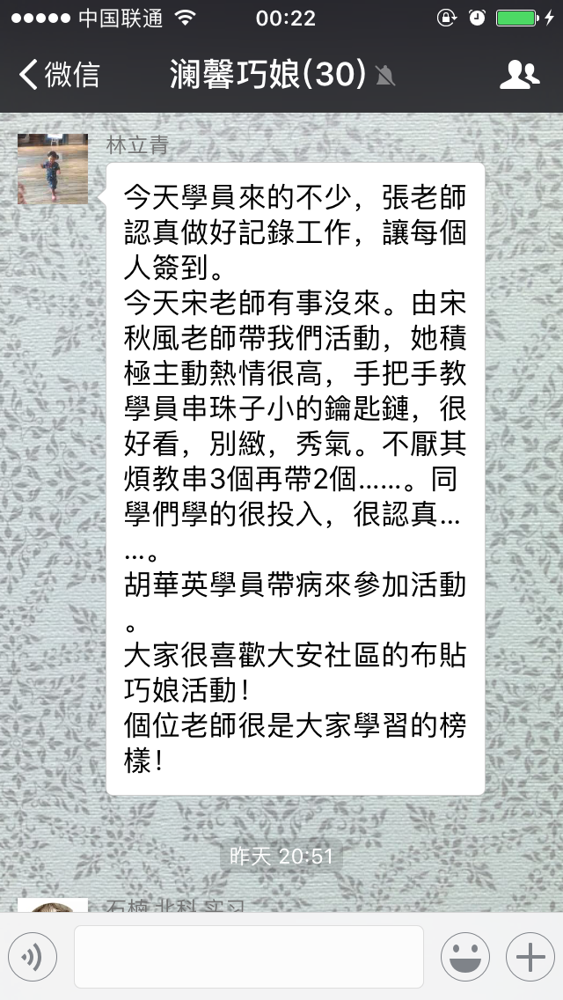 中国联通
00:22
微信
澜馨巧娘(30)
林立青
今天學員來的不少，張老師
認真做好記錄工作，讓每個
人簽到。
今天宋老師有事沒來。由宋
秋風老師帶我們活動，她積
極主動熱情很高，手把手教
學員串珠子小的鑰匙鏈，很
好看，別緻，秀氣。不厭其
煩教串3個再帶2個……。同
學們學的很投入，很認真…
…。
胡華英學員帶病來參加活動
。
大家很喜歡大安社區的布貼
巧娘活動！
個位老師很是大家學習的榜
樣！
昨天 20:51
石楠 北科 实习